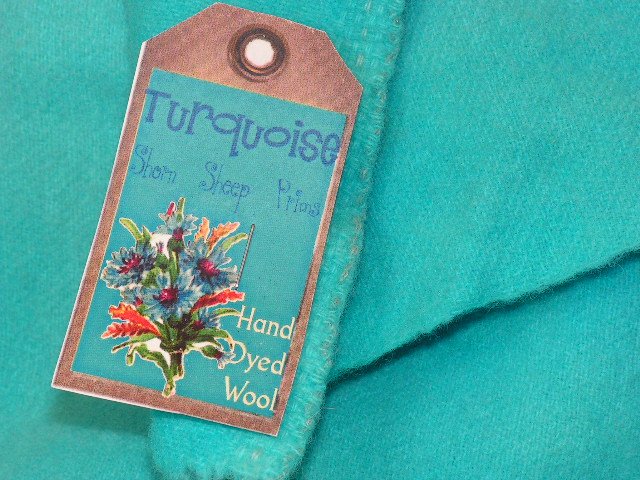 Turquoise
Shorn Sheep Prims
Hand
Dyed
Wool